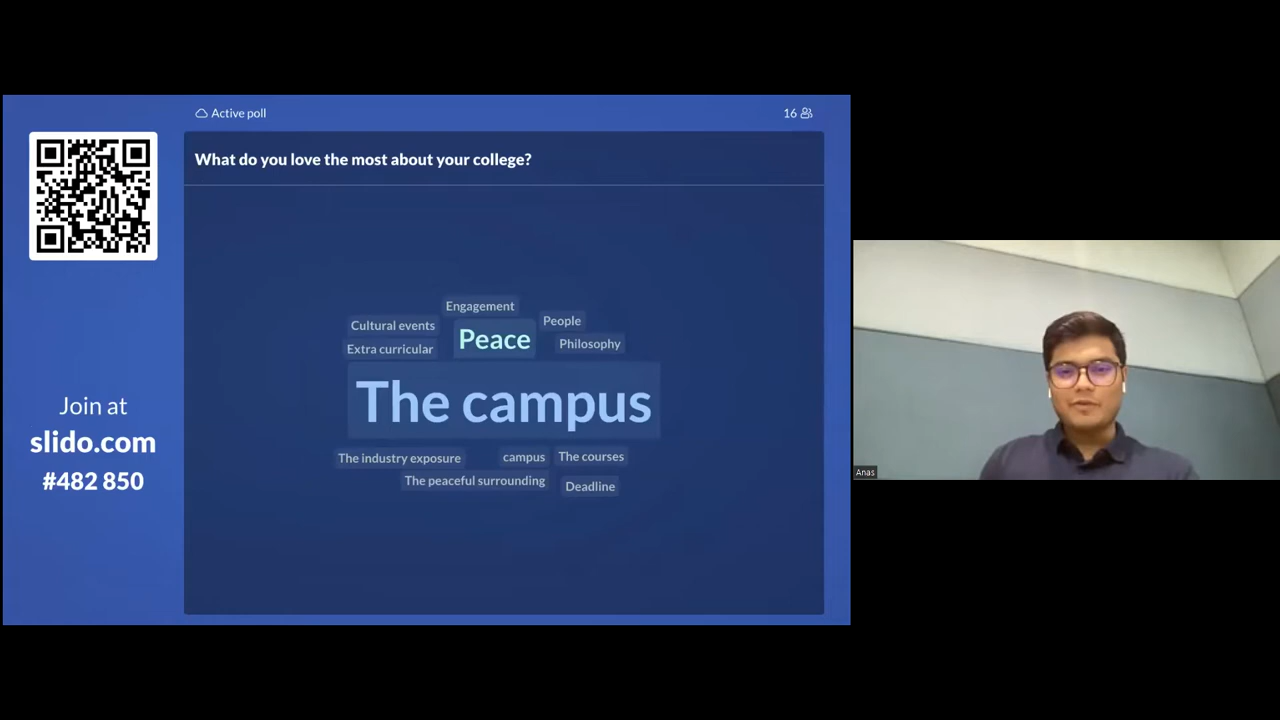 Active poll
16
What do you love the most about your college?
Engagement
Cultural events
People
Peace
Extra curricular
Philosophy
The campus
The industry exposure
campus
The courses
The peaceful surrounding
Deadline
Join at
slido.com
#482 850
Anas